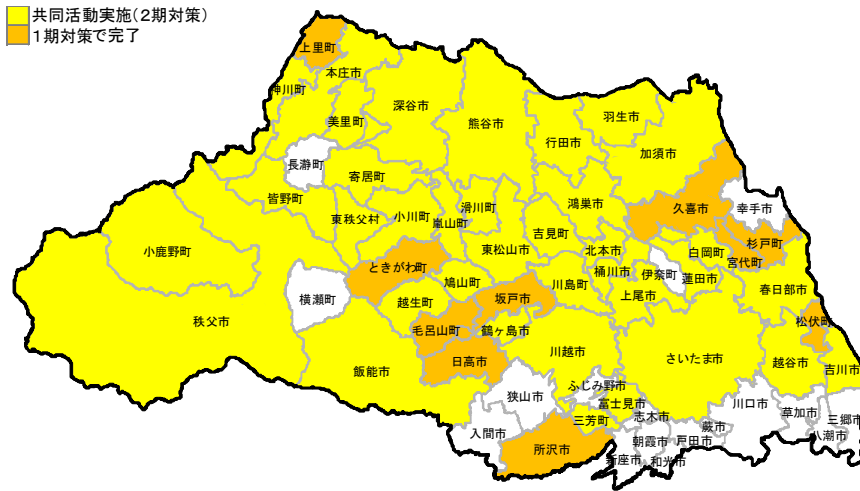 共同活動実施(2期対策)
1期対策で完了
上里町
本庄市
神川町
美里町
深谷市
熊谷市
羽生市
行田市
加須市
長瀞町
寄居町
皆野町
東秩父村
小川町
嵐山町
滑川町
吉見町
鴻巣市
久喜市
幸手市
小鹿野町
ときがわ町
東松山市
北本市
白岡町
杉戸町
宮代町
横瀬町
鳩山町
越生町
坂戸市
川島町
桶川市
伊奈町
蓮田市
上尾市
春日部市
秩父市
毛呂山町
鶴ヶ島市
松伏町
飯能市
日高市
川越市
さいたま市
越谷市
吉川市
狭山市
ふじみ野市
富士見市
三芳町
志木市
川口市
草加市
三郷市
八潮市
入間市
所沢市
朝霞市
戸田市
蕨市
新座市
和光市